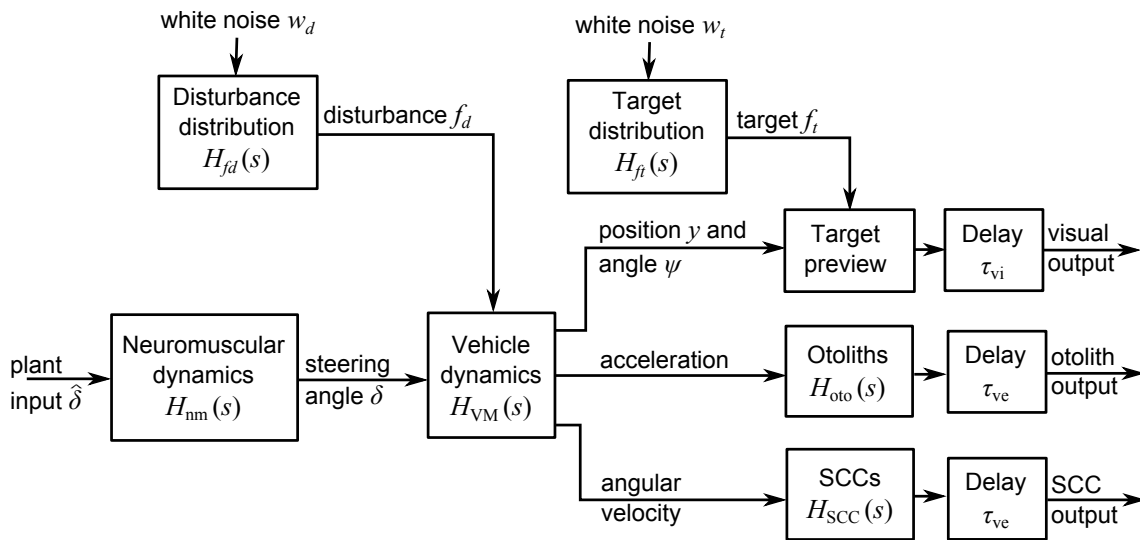 white noise w_d
white noise w_t
Disturbance
distribution
H_fd(s)
disturbance f_d
Target
distribution
H_ft(s)
target f_t
position y and
angle ψ
Target
preview
Delay
τ_vi
visual
output
plant
input δ̂
Neuromuscular
dynamics
H_nm(s)
steering
angle δ
Vehicle
dynamics
H_VM(s)
acceleration
Otoliths
H_oto(s)
Delay
τ_ve
otolith
output
angular
velocity
SCCs
H_SCC(s)
Delay
τ_ve
SCC
output